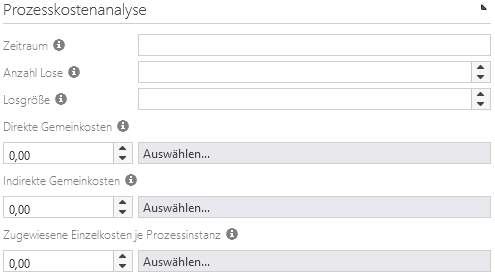 Prozesskostenanalyse
Zeitraum
Anzahl Lose
Losgröße
Direkte Gemeinkosten
0,00 Auswählen...
Indirekte Gemeinkosten
0,00 Auswählen...
Zugewiesene Einzelkosten je Prozessinstanz
0,00 Auswählen...